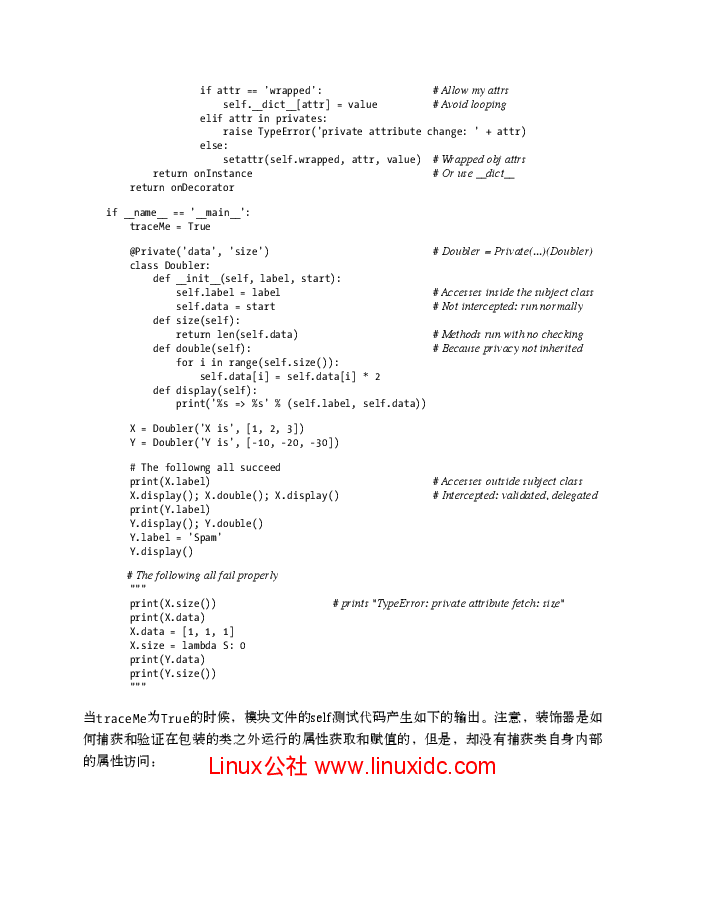 if attr == 'wrapped': # Allow my attrs
self.__dict__[attr] = value # Avoid looping
elif attr in privates:
raise TypeError('private attribute change: ' + attr)
else:
setattr(self.wrapped, attr, value) # Wrapped obj attrs
return onInstance # Or use __dict__
return onDecorator
if __name__ == '__main__':
traceMe = True
@Private('data', 'size') # Doubler = Private(...)(Doubler)
class Doubler:
def __init__(self, label, start):
self.label = label # Accesses inside the subject class
self.data = start # Not intercepted: run normally
def size(self):
return len(self.data) # Methods run with no checking
def double(self): # Because privacy not inherited
for i in range(self.size()):
self.data[i] = self.data[i] * 2
def display(self):
print('%s => %s' % (self.label, self.data))
X = Doubler('X is', [1, 2, 3])
Y = Doubler('Y is', [-10, -20, -30])
# The followng all succeed
print(X.label) # Accesses outside subject class
X.display(); X.double(); X.display() # Intercepted: validated, delegated
print(Y.label)
Y.display(); Y.double()
Y.label = 'Spam'
Y.display()
# The following all fail properly
"""
print(X.size()) # prints "TypeError: private attribute fetch: size"
print(X.data)
X.data = [1, 1, 1]
X.size = lambda S: 0
print(Y.data)
print(Y.size())
"""
当traceMe为True的时候，模块文件的self测试代码产生如下的输出。注意，装饰器是如
何捕获和验证在包装的类之外运行的属性获取和赋值的，但是，却没有捕获类自身内部
的属性访问：
Linux公社 www.linuxidc.com